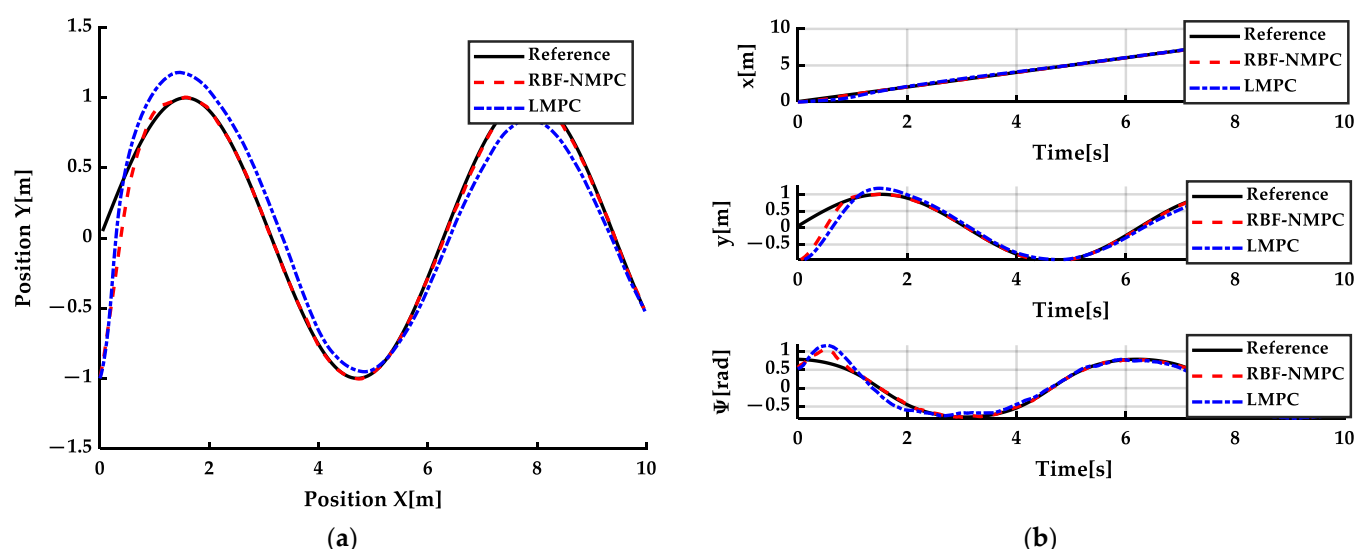 1.5
1
0.5
0
−0.5
−1
−1.5
Position Y[m]
Reference
RBF-NMPC
LMPC
0 2 4 6 8 10
Position X[m]
(a)
10
5
0
x[m]
Reference
RBF-NMPC
LMPC
0 2 4 6 8 10
Time[s]
1
0.5
0
−0.5
y[m]
Reference
RBF-NMPC
LMPC
0 2 4 6 8 10
Time[s]
1
0.5
0
−0.5
Ψ[rad]
Reference
RBF-NMPC
LMPC
0 2 4 6 8 10
Time[s]
(b)